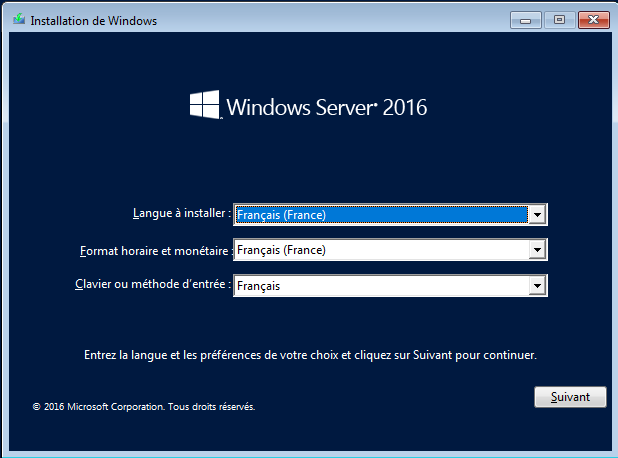 Installation de Windows
Windows Server® 2016
Langue à installer :
Français (France)
Format horaire et monétaire :
Français (France)
Clavier ou méthode d'entrée :
Français
Entrez la langue et les préférences de votre choix et cliquez sur Suivant pour continuer.
© 2016 Microsoft Corporation. Tous droits réservés.
Suivant